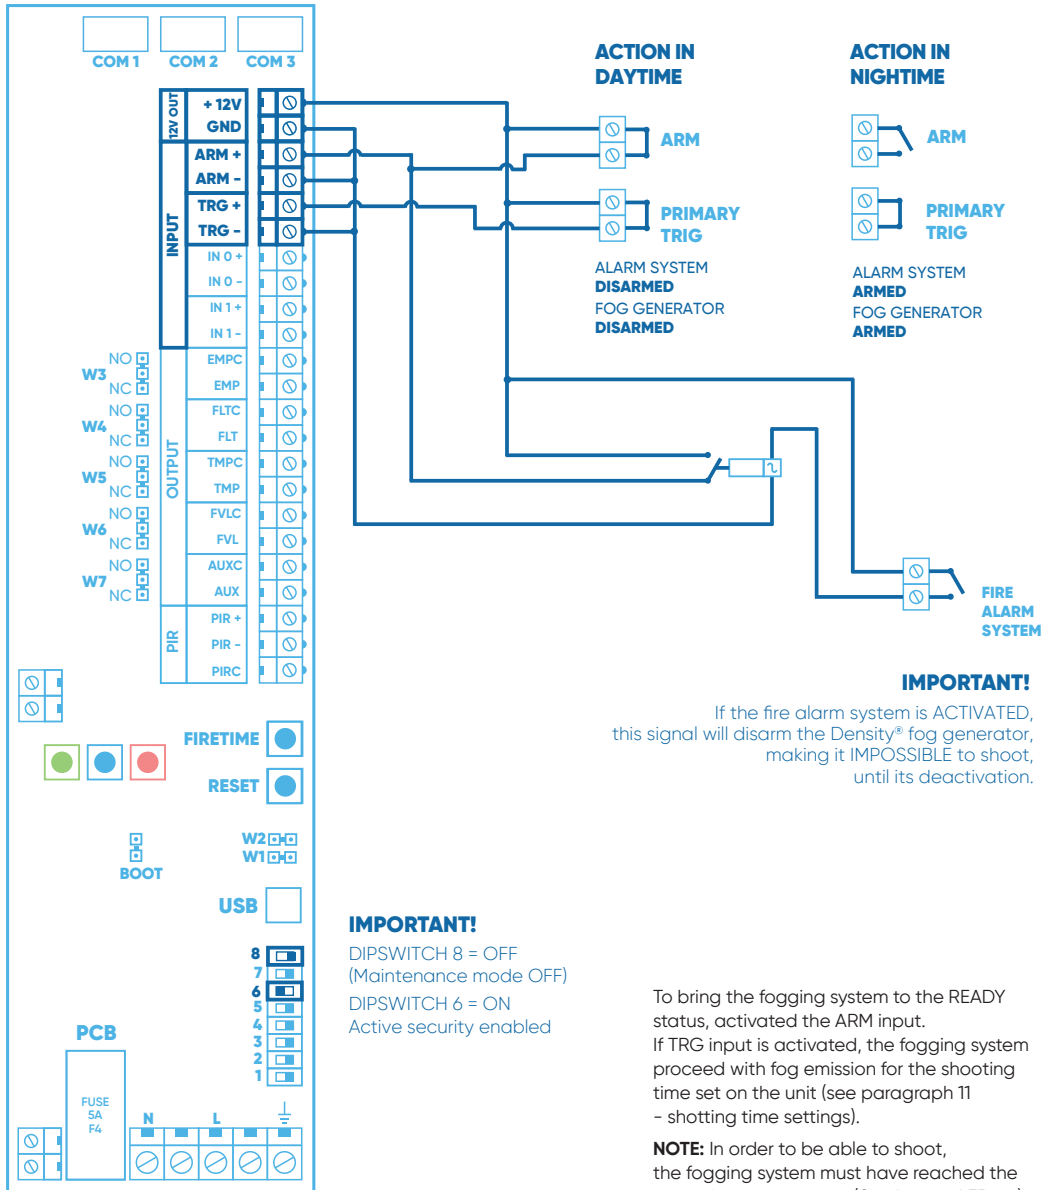 COM 1 COM 2 COM 3
12V OUT
+ 12V
GND
INPUT
ARM +
ARM -
TRG +
TRG -
IN 0 +
IN 0 -
IN 1 +
IN 1 -
OUTPUT
EMPC
EMP
FLTC
FLT
TMPC
TMP
FVLC
FVL
AUXC
AUX
PIR
PIR +
PIR -
PIRC
W3 NO NC
W4 NO NC
W5 NO NC
W6 NO NC
W7 NO NC
ACTION IN
DAYTIME
ARM
PRIMARY
TRIG
ALARM SYSTEM
DISARMED
FOG GENERATOR
DISARMED
ACTION IN
NIGHTIME
ARM
PRIMARY
TRIG
ALARM SYSTEM
ARMED
FOG GENERATOR
ARMED
FIRE
ALARM
SYSTEM
IMPORTANT!
If the fire alarm system is ACTIVATED,
this signal will disarm the Density® fog generator,
making it IMPOSSIBLE to shoot,
until its deactivation.
FIRETIME
RESET
W2
W1
BOOT
USB
8
7
6
5
4
3
2
1
IMPORTANT!
DIPSWITCH 8 = OFF
(Maintenance mode OFF)
DIPSWITCH 6 = ON
Active security enabled
PCB
FUSE
5A
F4
N L
To bring the fogging system to the READY
status, activated the ARM input.
If TRG input is activated, the fogging system
proceed with fog emission for the shooting
time set on the unit (see paragraph 11
- shotting time settings).
NOTE: In order to be able to shoot,
the fogging system must have reached the